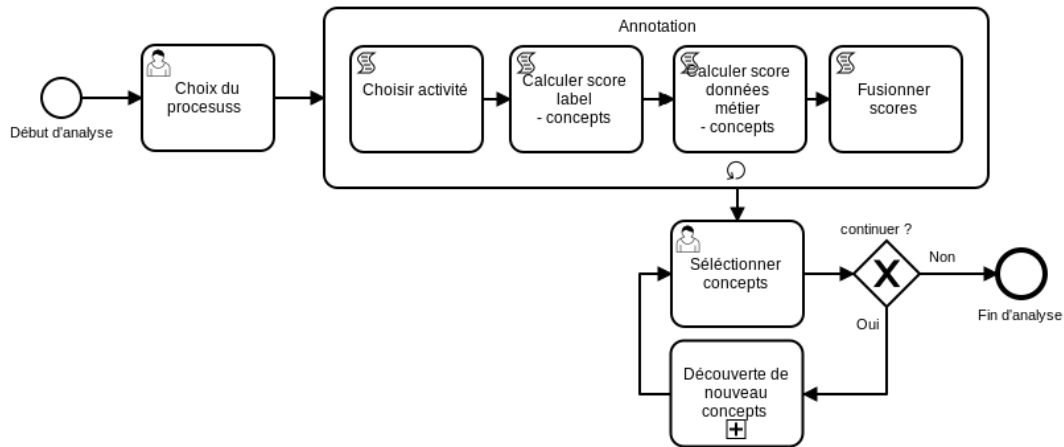 Annotation
Début d'analyse
Choix du
procesuss
Choisir activité
Calculer score
label
- concepts
Calculer score
données
métier
- concepts
Fusionner
scores
Séléctionner
concepts
continuer ?
Non
Oui
Fin d'analyse
Découverte de
nouveau
concepts